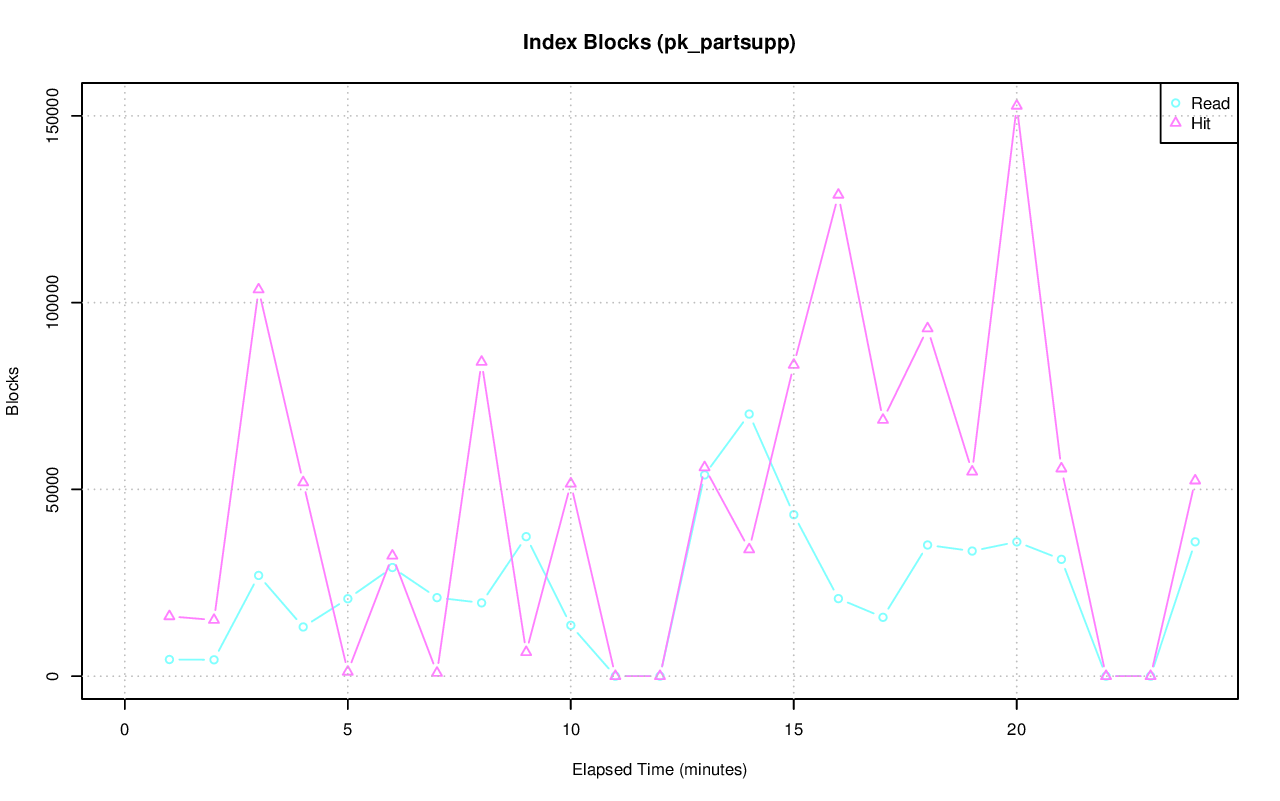 Index Blocks (pk_partsupp)
Read
Hit
150000
100000
50000
0
Blocks
0 5 10 15 20
Elapsed Time (minutes)